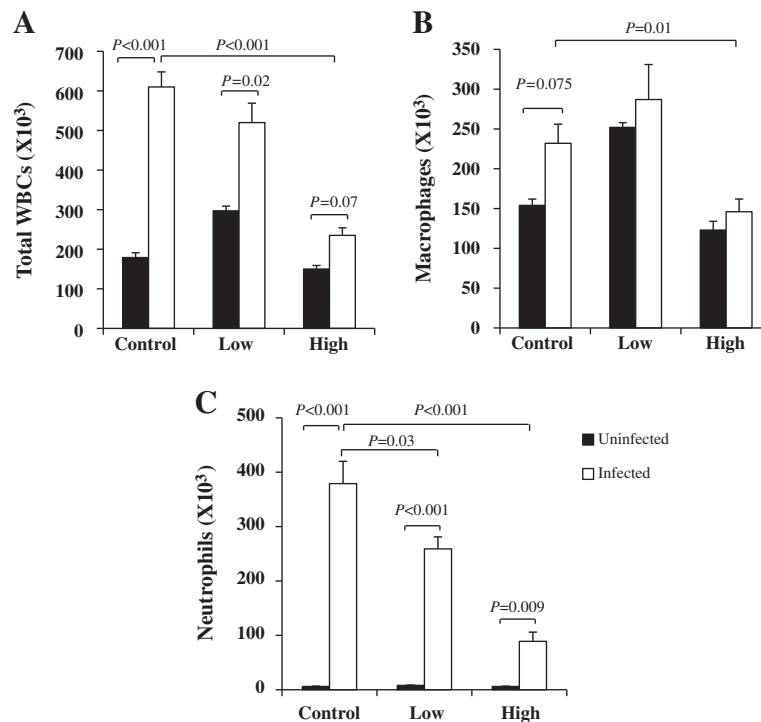 A
P<0.001
P<0.001
P=0.02
P=0.07
Total WBCs (X10³)
700
600
500
400
300
200
100
0
Control
Low
High
B
P=0.01
P=0.075
Macrophages (X10³)
350
300
250
200
150
100
50
0
Control
Low
High
C
P<0.001
P<0.001
P=0.03
P<0.001
P=0.009
Neutrophils (X10³)
500
400
300
200
100
0
Control
Low
High
Uninfected
Infected